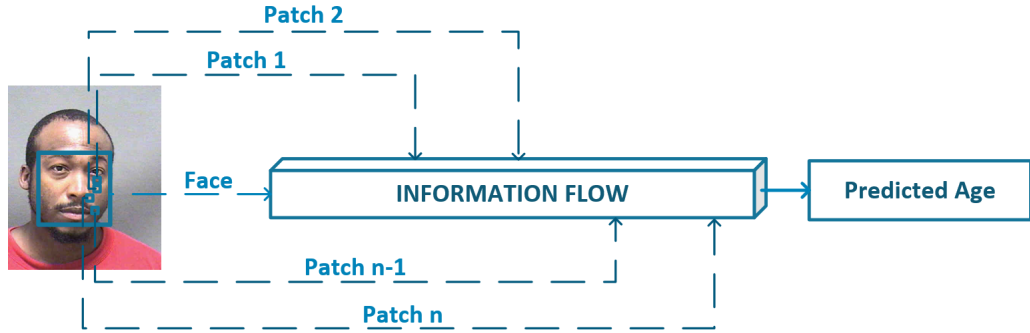 Patch 2
Patch 1
Face
INFORMATION FLOW
Predicted Age
Patch n-1
Patch n